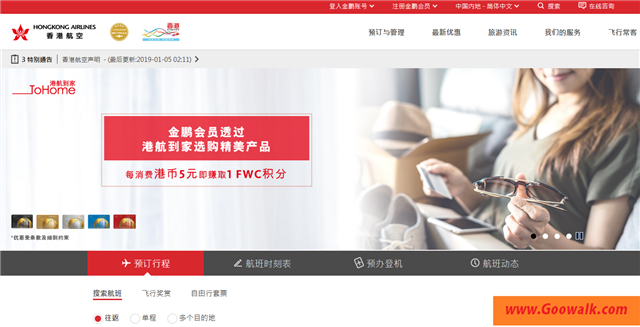 登入金鹏账号
注册金鹏会员
中国内地 - 简体中文
搜索
在线咨询
HONGKONG AIRLINES
香港航空
预订与管理
最新优惠
旅游资讯
我们的服务
飞行常客
3 特别通告
香港航空声明 - (最后更新:2019-01-05 02:11)
港航到家
ToHome
金鹏会员透过
港航到家选购精美产品
每消费港币5元即赚取1 FWC积分
*优惠受条款及细则约束
预订行程
航班时刻表
预办登机
航班动态
搜索航班
飞行奖赏
自由行套票
往返
单程
多个目的地
www.Goowalk.com